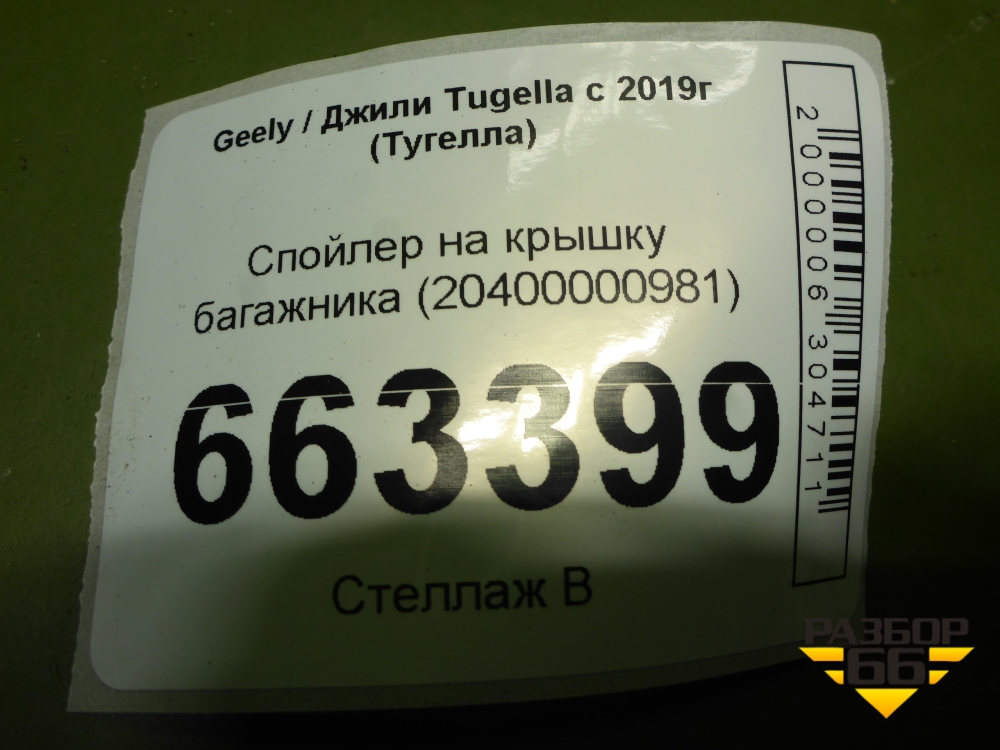 Geely / Джили Tugella с 2019г
(Тугелла)
Спойлер на крышку
багажника (20400000981)
663399
Стеллаж В
2000006304711
РАЗБОР
66